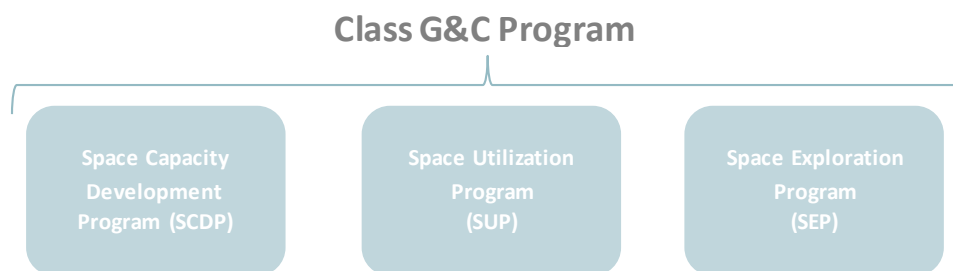 Class G&C Program
Space Capacity
Development
Program (SCDP)
Space Utilization
Program
(SUP)
Space Exploration
Program
(SEP)